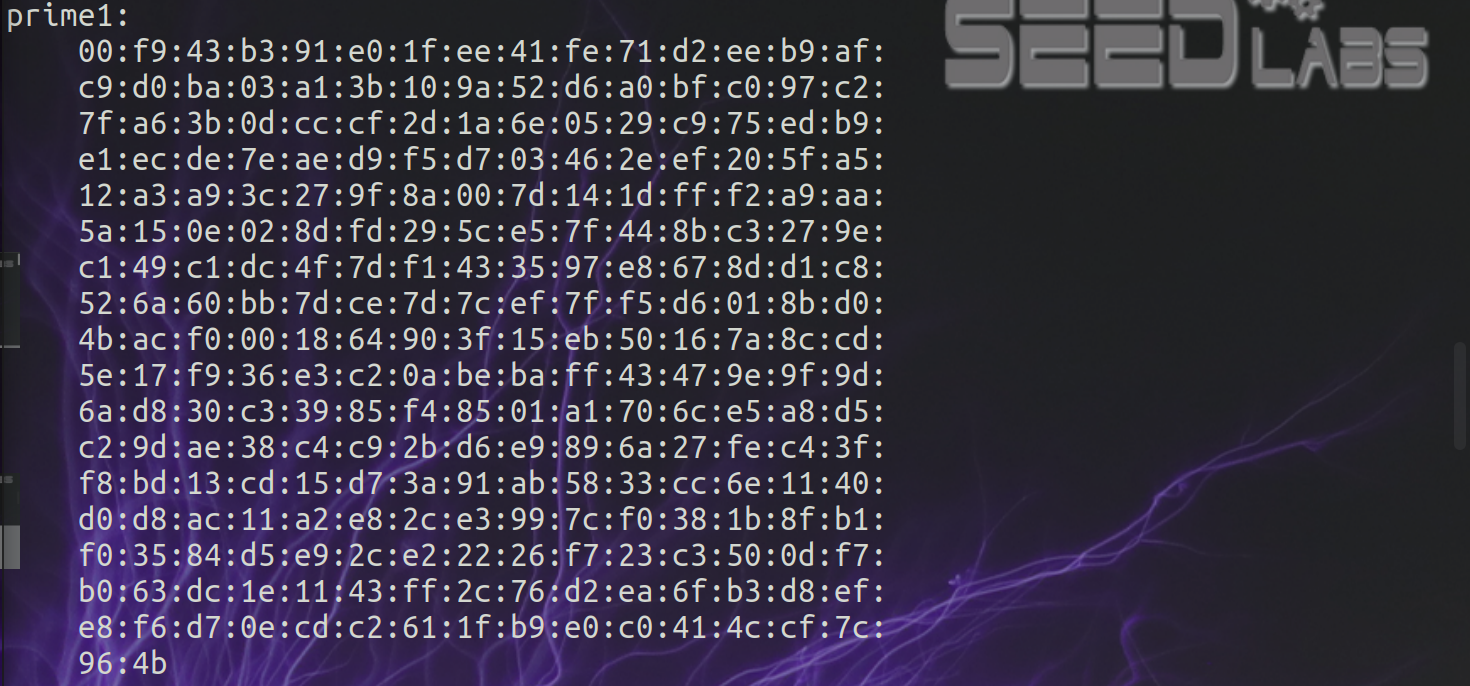 prime1:
00:f9:43:b3:91:e0:1f:ee:41:fe:71:d2:ee:b9:af:
c9:d0:ba:03:a1:3b:10:9a:52:d6:a0:bf:c0:97:c2:
7f:a6:3b:0d:cc:cf:2d:1a:6e:05:29:c9:75:ed:b9:
e1:ec:de:7e:ae:d9:f5:d7:03:46:2e:ef:20:5f:a5:
12:a3:a9:3c:27:9f:8a:00:7d:14:1d:ff:f2:a9:aa:
5a:15:0e:02:8d:fd:29:5c:e5:7f:44:8b:c3:27:9e:
c1:49:c1:dc:4f:7d:f1:43:35:97:e8:67:8d:d1:c8:
52:6a:60:bb:7d:ce:7d:7c:ef:7f:f5:d6:01:8b:d0:
4b:ac:f0:00:18:64:90:3f:15:eb:50:16:7a:8c:cd:
5e:17:f9:36:e3:c2:0a:be:ba:ff:43:47:9e:9f:9d:
6a:d8:30:c3:39:85:f4:85:01:a1:70:6c:e5:a8:d5:
c2:9d:ae:38:c4:c9:2b:d6:e9:89:6a:27:fe:c4:3f:
f8:bd:13:cd:15:d7:3a:91:ab:58:33:cc:6e:11:40:
d0:d8:ac:11:a2:e8:2c:e3:99:7c:f0:38:1b:8f:b1:
f0:35:84:d5:e9:2c:e2:22:26:f7:23:c3:50:0d:f7:
b0:63:dc:1e:11:43:ff:2c:76:d2:ea:6f:b3:d8:ef:
e8:f6:d7:0e:cd:c2:61:1f:b9:e0:c0:41:4c:cf:7c:
96:4b
SEED LABS